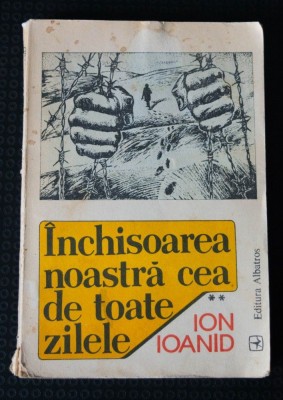 Închisoarea
noastră cea
de toate
zilele
**
ION
IOANID
Editura Albatros